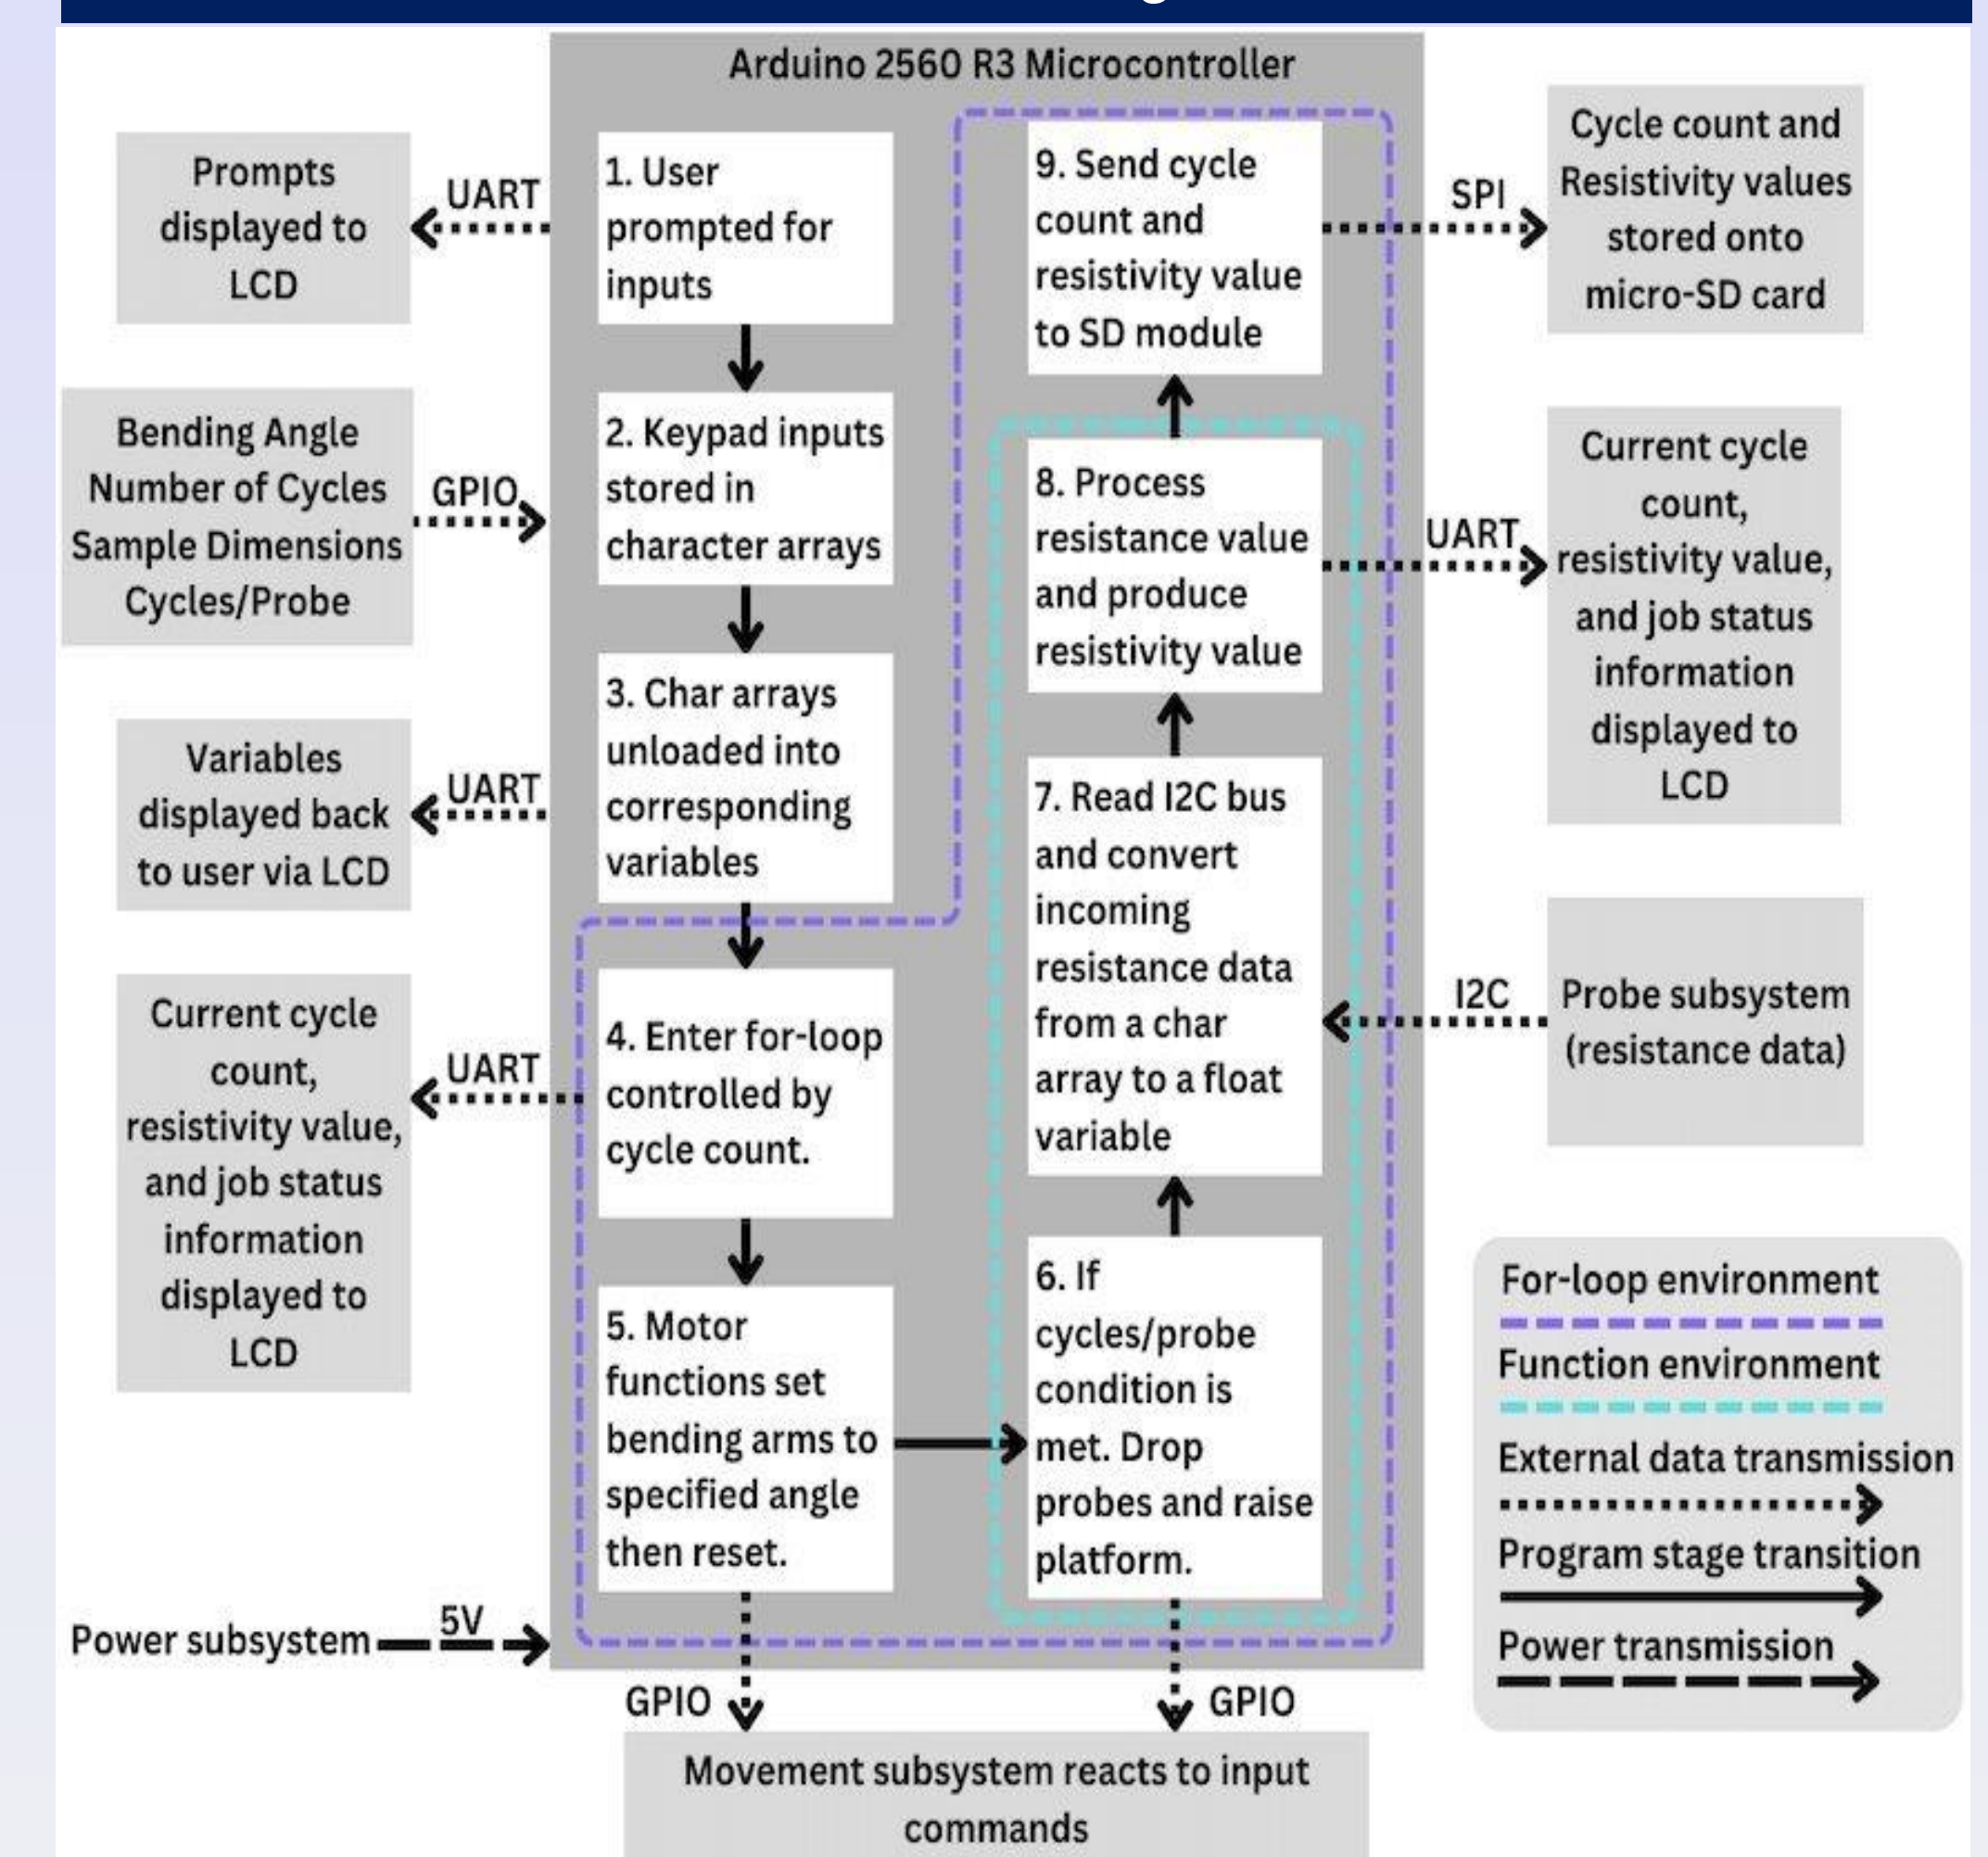 Arduino 2560 R3 Microcontroller
Prompts
displayed to
LCD
UART
1. User
prompted for
inputs
Bending Angle
Number of Cycles
Sample Dimensions
Cycles/Probe
GPIO
2. Keypad inputs
stored in
character arrays
Variables
displayed back
to user via LCD
UART
3. Char arrays
unloaded into
corresponding
variables
Current cycle
count,
resistivity value,
and job status
information
displayed to
LCD
UART
4. Enter for-loop
controlled by
cycle count.
5. Motor
functions set
bending arms to
specified angle
then reset.
Power subsystem
5V
GPIO
9. Send cycle
count and
resistivity value
to SD module
SPI
Cycle count and
Resistivity values
stored onto
micro-SD card
8. Process
resistance value
and produce
resistivity value
UART
Current cycle
count,
resistivity value,
and job status
information
displayed to
LCD
7. Read I2C bus
and convert
incoming
resistance data
from a char
array to a float
variable
I2C
Probe subsystem
(resistance data)
6. If
cycles/probe
condition is
met. Drop
probes and raise
platform.
GPIO
Movement subsystem reacts to input
commands
For-loop environment
Function environment
External data transmission
Program stage transition
Power transmission